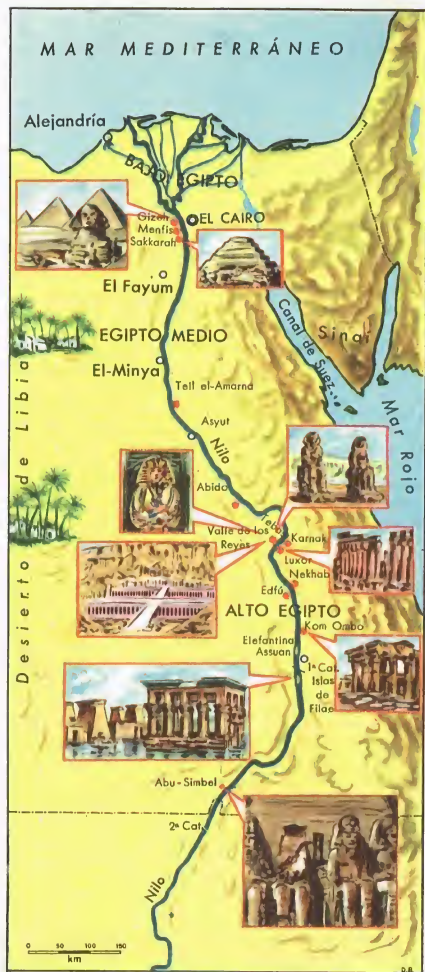 MAR MEDITERRÁNEO
Alejandría
BAJO EGIPTO
EL CAIRO
Gizeh
Menfis
Sakkarah
El Fayum
EGIPTO MEDIO
El-Minya
Tell el-Amarna
Asyut
Nilo
Canal de Suez
Sinaí
Mar Rojo
Desierto de Libia
Abido
Valle de los
Reyes
Karnak
Luxor
Nekhab
Edfú
ALTO EGIPTO
Kom Ombo
Elefantina
Assuan
1ª Cat.
Islas
de
Filae
Abu-Simbel
2ª Cat.
Nilo
0 50 100 150
km
D.R.